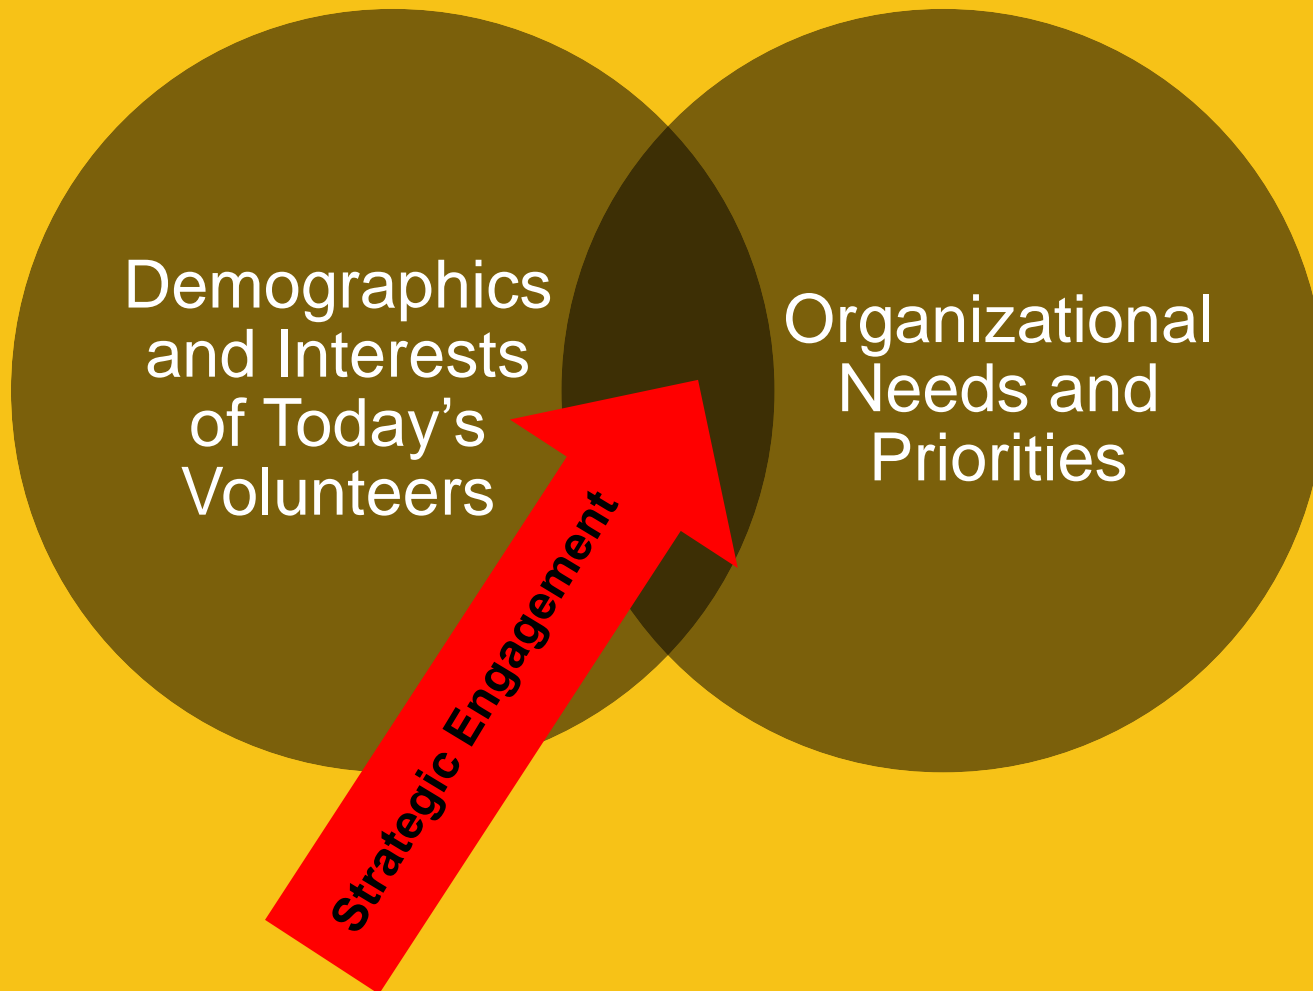 Demographics
and Interests
of Today’s
Volunteers
Organizational
Needs and
Priorities
Strategic Engagement